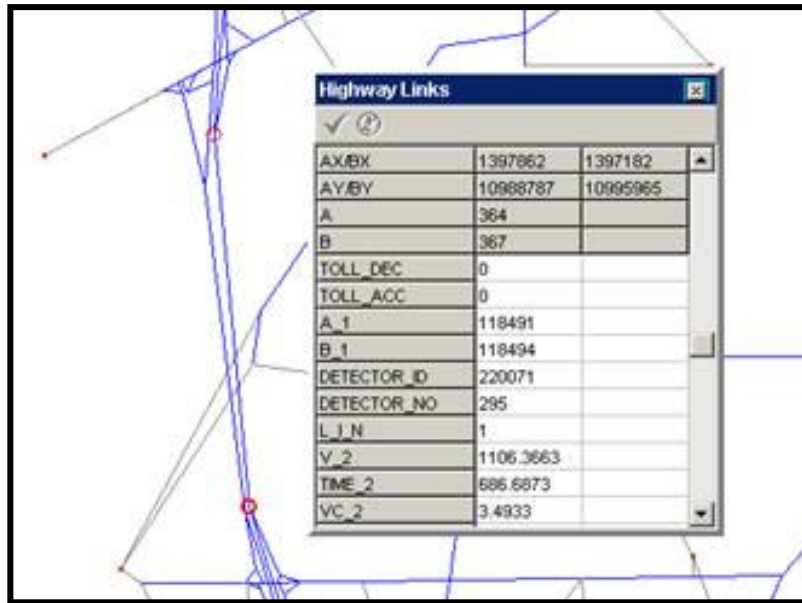 Highway Links
AX/BX 1397862 1397182
AY/BY 10988787 10995965
A 364
B 367
TOLL_DEC 0
TOLL_ACC 0
A_1 118491
B_1 118494
DETECTOR_ID 220071
DETECTOR_NO 295
L_I_N 1
V_2 1106.3663
TIME_2 686.6873
VC_2 3.4933